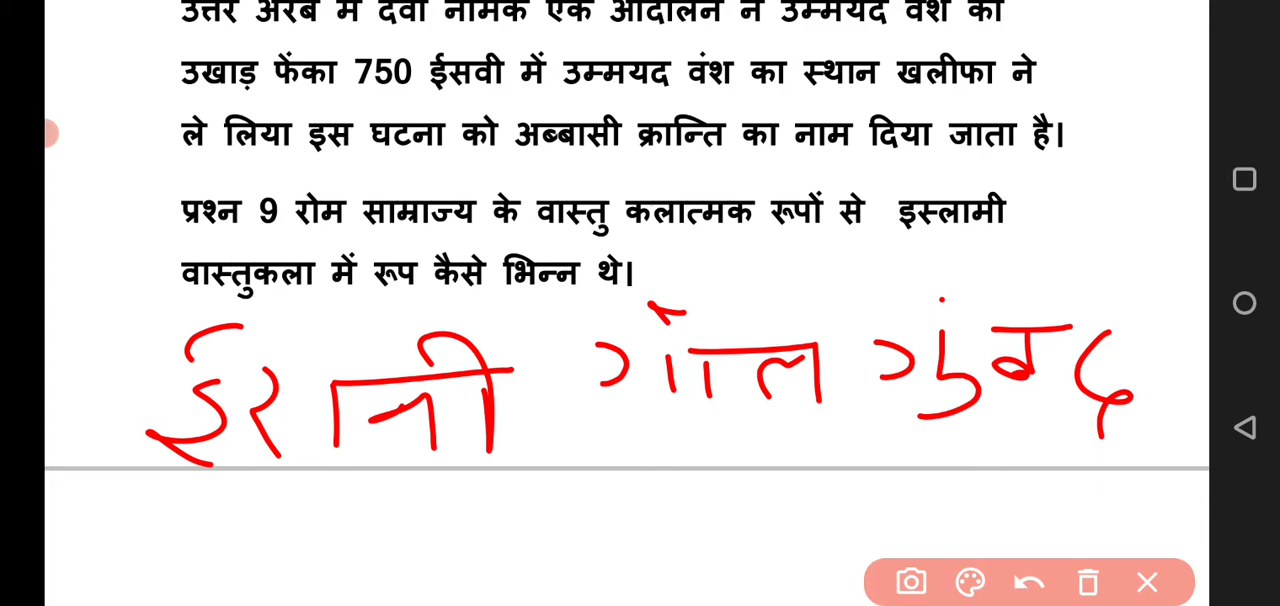 उत्तर अरब में दवा नामक एक आंदोलन ने उम्मयद वंश को
उखाड़ फेंका 750 ईसवी में उम्मयद वंश का स्थान खलीफा ने
ले लिया इस घटना को अब्बासी क्रान्ति का नाम दिया जाता है।
प्रश्न 9 रोम साम्राज्य के वास्तु कलात्मक रूपों से इस्लामी
वास्तुकला में रूप कैसे भिन्न थे।
ईरानी गोल गुंबद